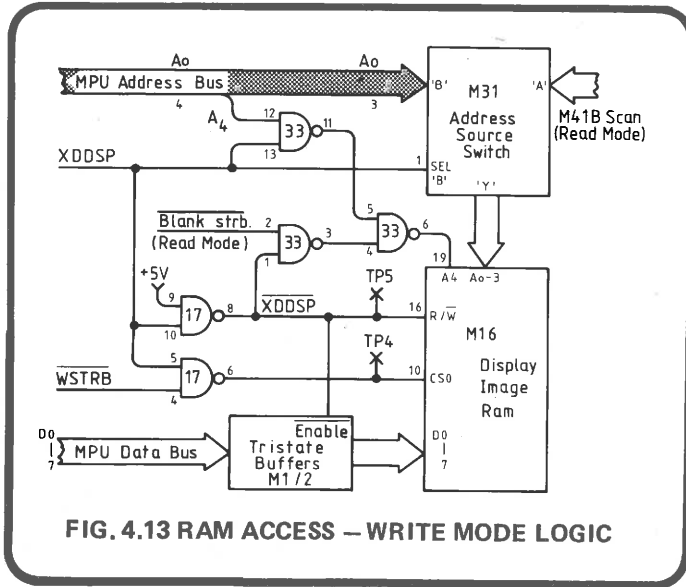 Ao Ao
MPU Address Bus
4 3
A4
12
13
33
11
XDDSP
'B' M31 'A'
Address
Source
Switch
1 SEL
'B'
'Y'
M41B Scan
(Read Mode)
Blank strb.
(Read Mode)
2
1
33
3
5
4
33
6
19
A4 Ao-3
+5V
9
10
17
8
XDDSP
TP5
16 R/W
M16
Display
Image
Ram
WSTRB
5
4
17
6
TP4
10 CS0
D0
|
7
MPU Data Bus
Enable
Tristate
Buffers
M1/2
D0
|
7
FIG. 4.13 RAM ACCESS — WRITE MODE LOGIC